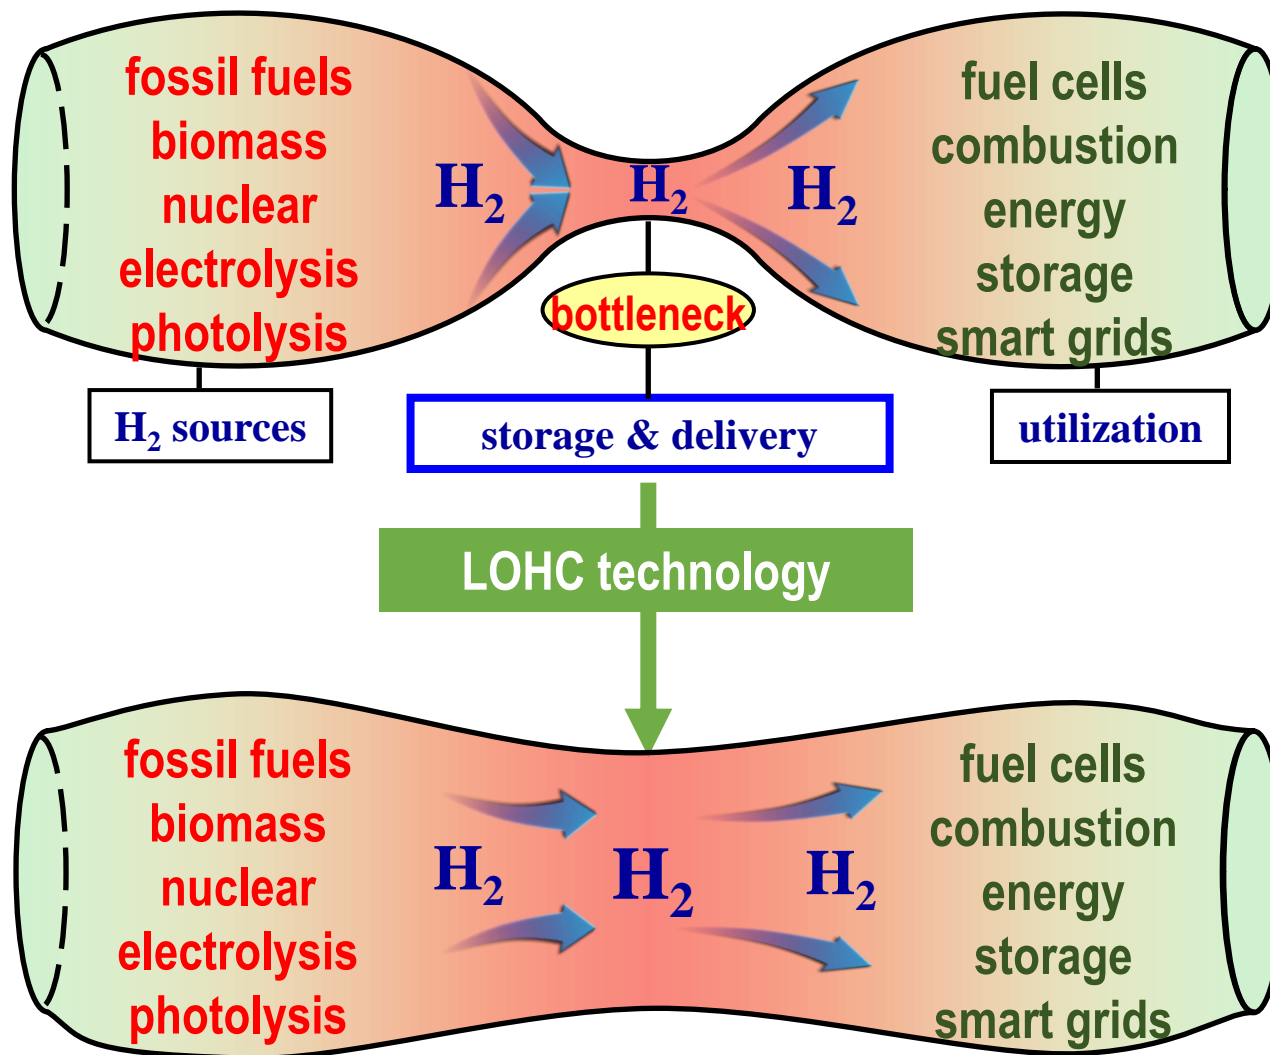 fossil fuels
biomass
nuclear
electrolysis
photolysis
H₂
H₂
H₂
fuel cells
combustion
energy
storage
smart grids
bottleneck
H₂ sources
storage & delivery
utilization
LOHC technology
fossil fuels
biomass
nuclear
electrolysis
photolysis
H₂
H₂
H₂
fuel cells
combustion
energy
storage
smart grids